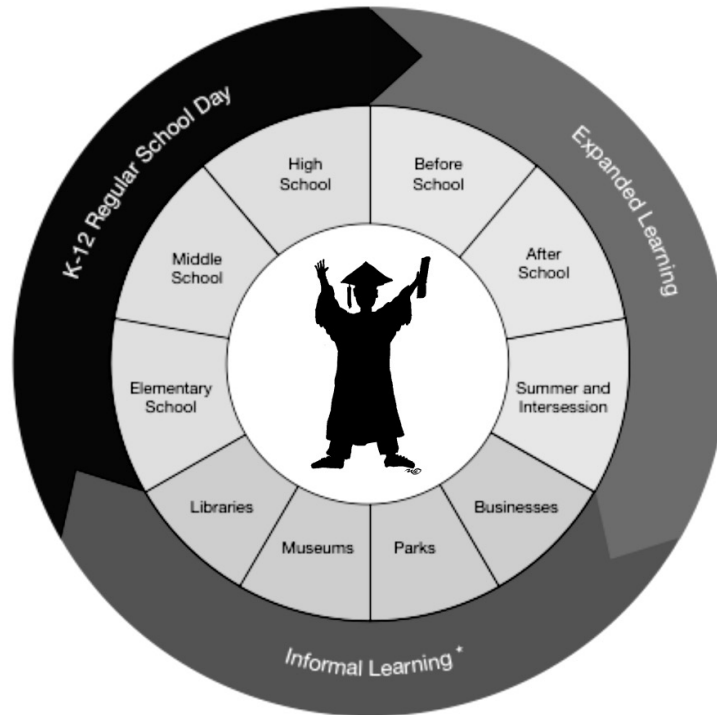 K-12 Regular School Day
Expanded Learning
High
School
Before
School
Middle
School
After
School
Elementary
School
Summer and
Intersession
Libraries
Businesses
Museums
Parks
Informal Learning *